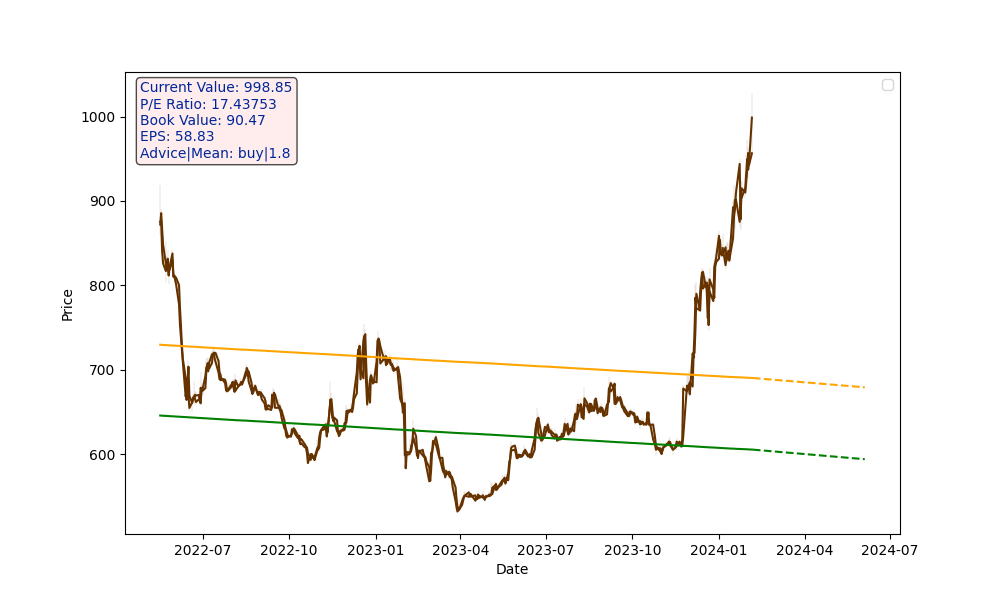 Current Value: 998.85
P/E Ratio: 17.43753
Book Value: 90.47
EPS: 58.83
Advice|Mean: buy|1.8
1000
900
800
700
600
Price
2022-07 2022-10 2023-01 2023-04 2023-07 2023-10 2024-01 2024-04 2024-07
Date